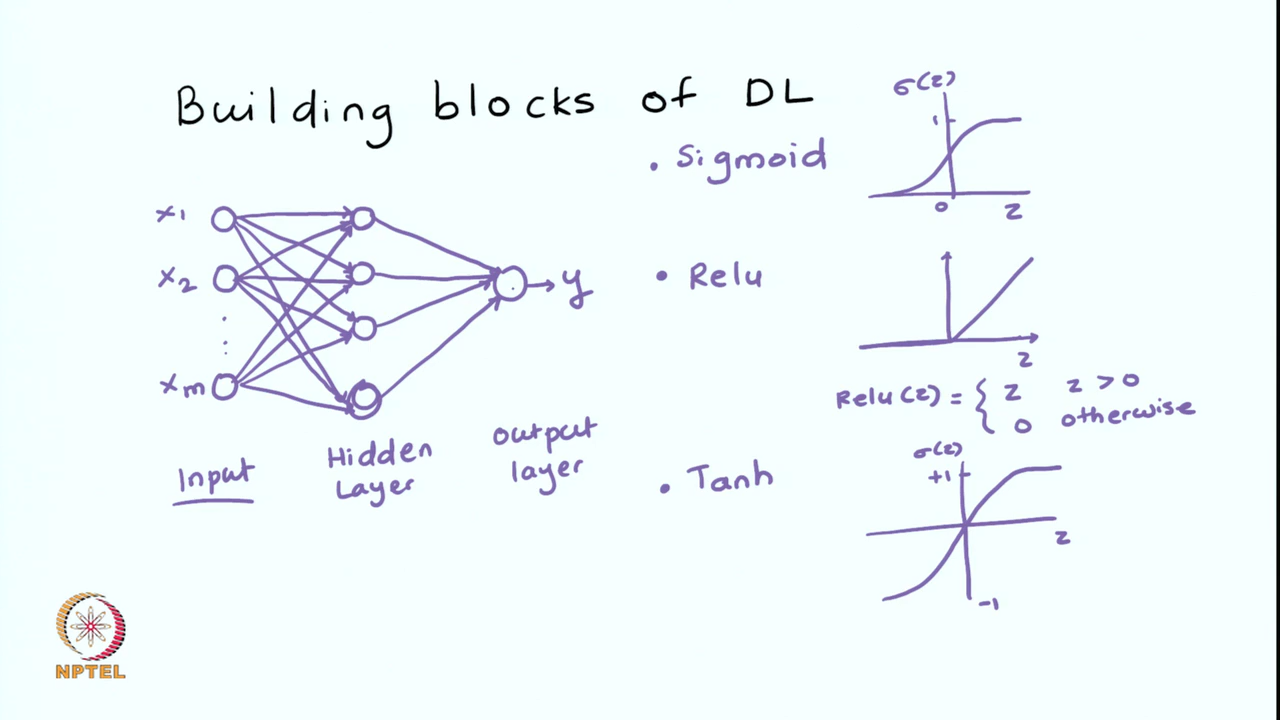 Building blocks of DL
x1
x2
xm
y
Input
Hidden
Layer
output
layer
• Sigmoid
σ(z)
1
0
z
• Relu
z
Relu(z) = { z z > 0
0 otherwise
• Tanh
σ(z)
+1
z
-1
NPTEL